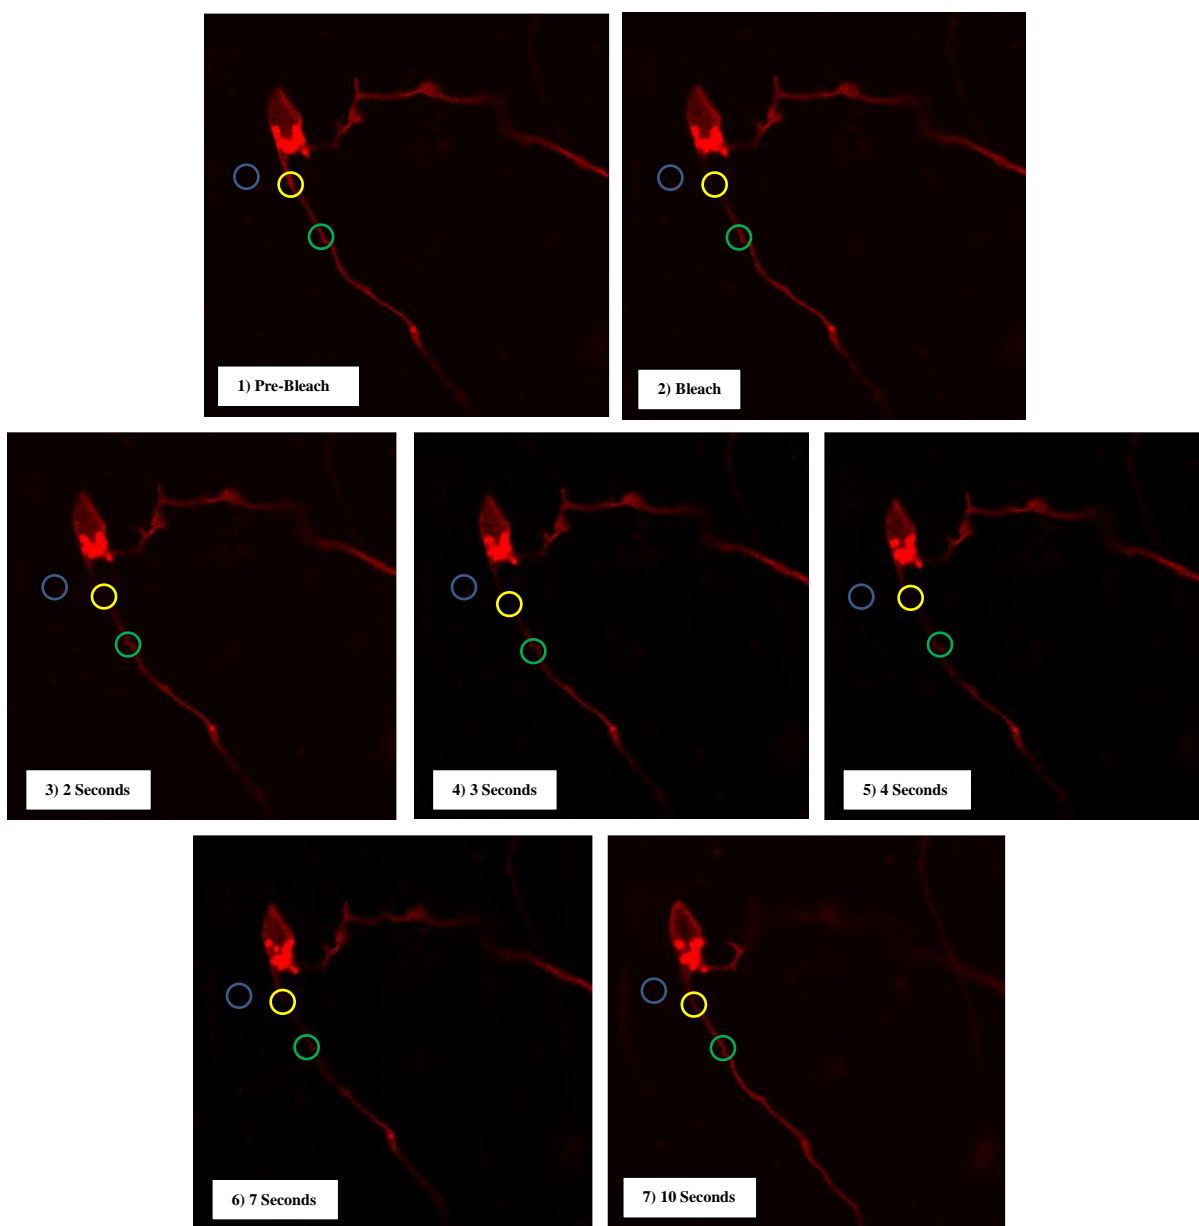 1) Pre-Bleach
2) Bleach
3) 2 Seconds
4) 3 Seconds
5) 4 Seconds
6) 7 Seconds
7) 10 Seconds